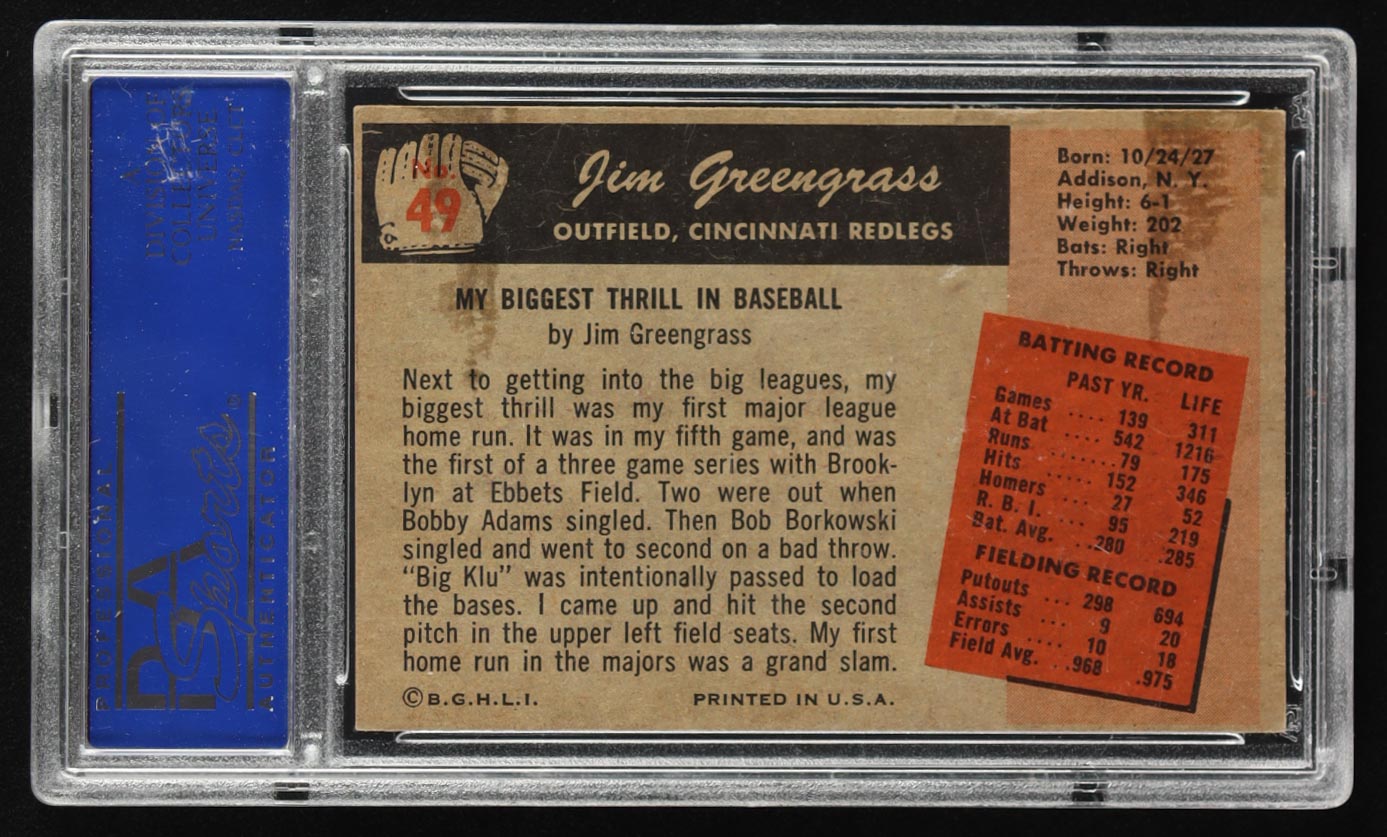 DIVISION OF
COLLECTORS
UNIVERSE
NASDAQ: CLCT
PROFESSIONAL
PSA
Sports
AUTHENTICATOR
No.
49
Jim Greengrass
OUTFIELD, CINCINNATI REDLEGS
Born: 10/24/27
Addison, N. Y.
Height: 6-1
Weight: 202
Bats: Right
Throws: Right
MY BIGGEST THRILL IN BASEBALL
by Jim Greengrass
Next to getting into the big leagues, my
biggest thrill was my first major league
home run. It was in my fifth game, and was
the first of a three game series with Brook-
lyn at Ebbets Field. Two were out when
Bobby Adams singled. Then Bob Borkowski
singled and went to second on a bad throw.
“Big Klu” was intentionally passed to load
the bases. I came up and hit the second
pitch in the upper left field seats. My first
home run in the majors was a grand slam.
©B.G.H.L.I. PRINTED IN U.S.A.
BATTING RECORD
PAST YR. LIFE
Games .... 139 311
At Bat .... 542 1216
Runs ....... 79 175
Hits .... 152 346
Homers .... 27 52
R. B. I. ... 95 219
Bat. Avg. ..280 .285
FIELDING RECORD
Putouts ... 298 694
Assists ... 9 20
Errors .... 10 18
Field Avg. .968 .975